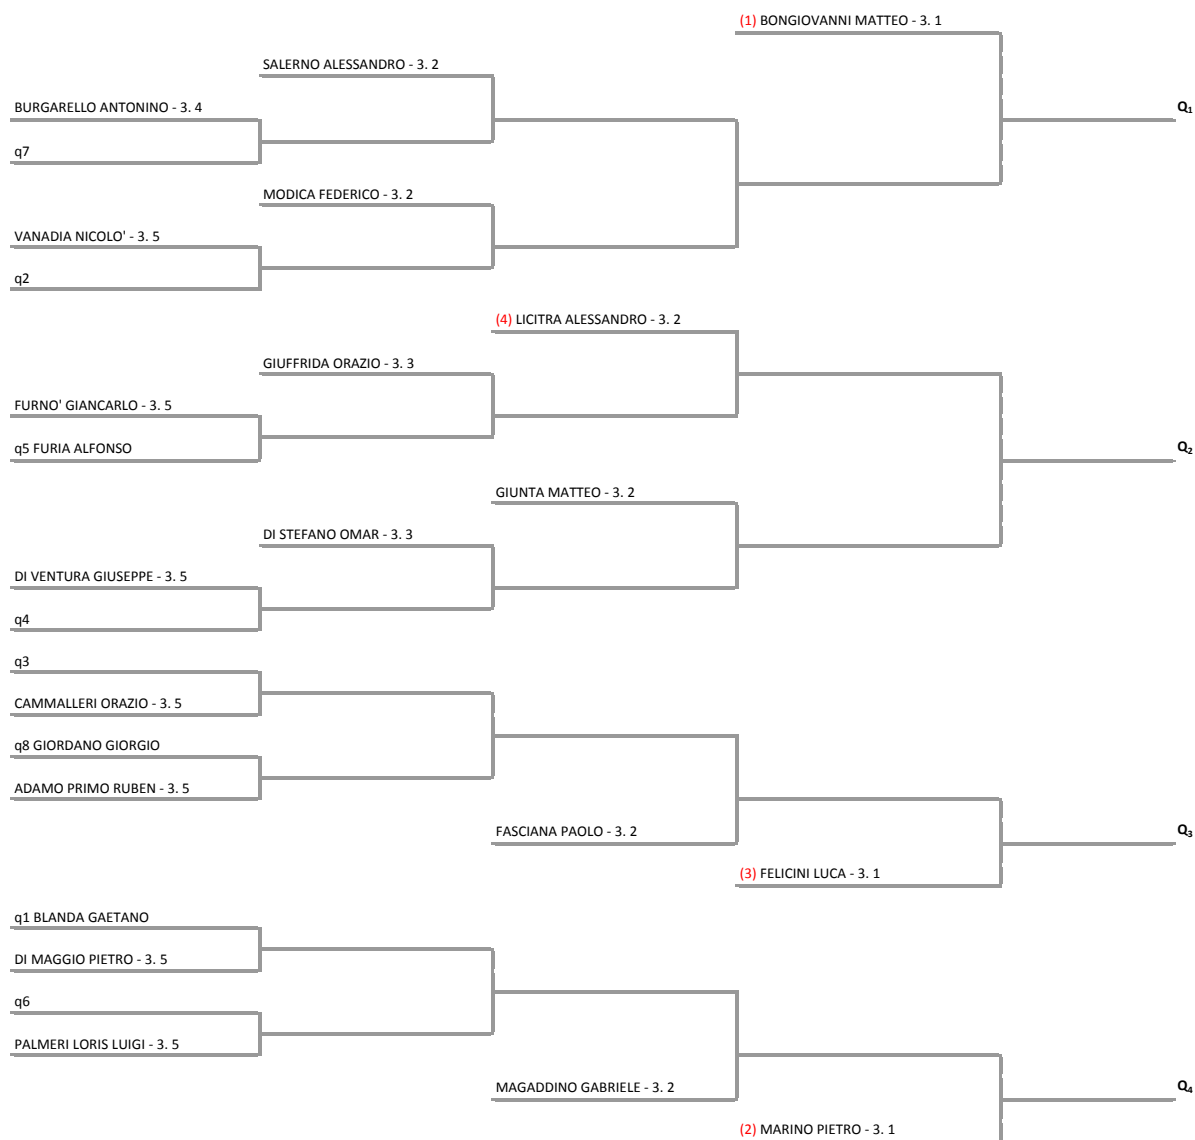 (1) BONGIOVANNI MATTEO - 3. 1
SALERNO ALESSANDRO - 3. 2
BURGARELLO ANTONINO - 3. 4
Q₁
q7
MODICA FEDERICO - 3. 2
VANADIA NICOLO' - 3. 5
q2
(4) LICITRA ALESSANDRO - 3. 2
GIUFFRIDA ORAZIO - 3. 3
FURNO' GIANCARLO - 3. 5
q5 FURIA ALFONSO
Q₂
GIUNTA MATTEO - 3. 2
DI STEFANO OMAR - 3. 3
DI VENTURA GIUSEPPE - 3. 5
q4
q3
CAMMALLERI ORAZIO - 3. 5
q8 GIORDANO GIORGIO
ADAMO PRIMO RUBEN - 3. 5
FASCIANA PAOLO - 3. 2
Q₃
(3) FELICINI LUCA - 3. 1
q1 BLANDA GAETANO
DI MAGGIO PIETRO - 3. 5
q6
PALMERI LORIS LUIGI - 3. 5
MAGADDINO GABRIELE - 3. 2
Q₄
(2) MARINO PIETRO - 3. 1